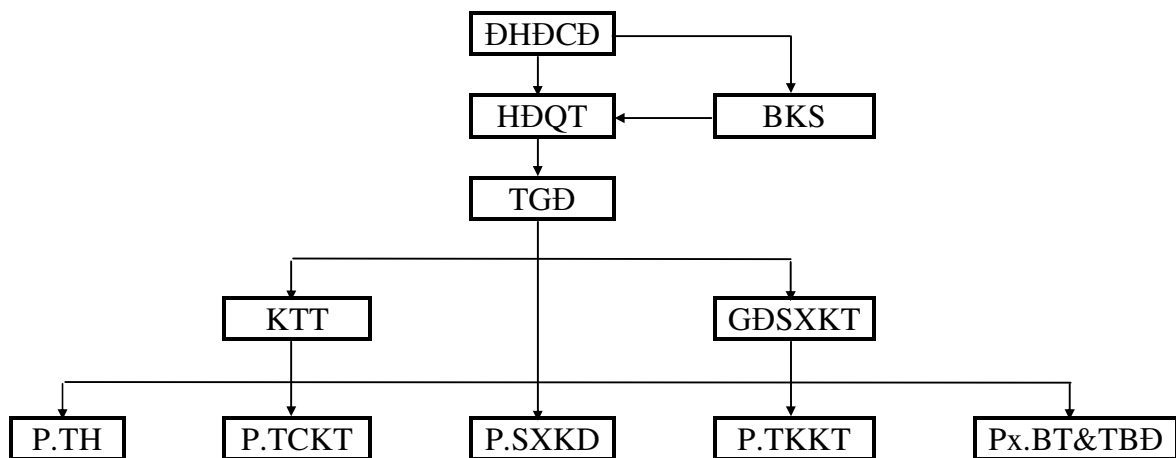 ĐHĐCĐ
HĐQT
BKS
TGĐ
KTT
GĐSXKT
P.TH
P.TCKT
P.SXKD
P.TKKT
Px.BT&TBĐ